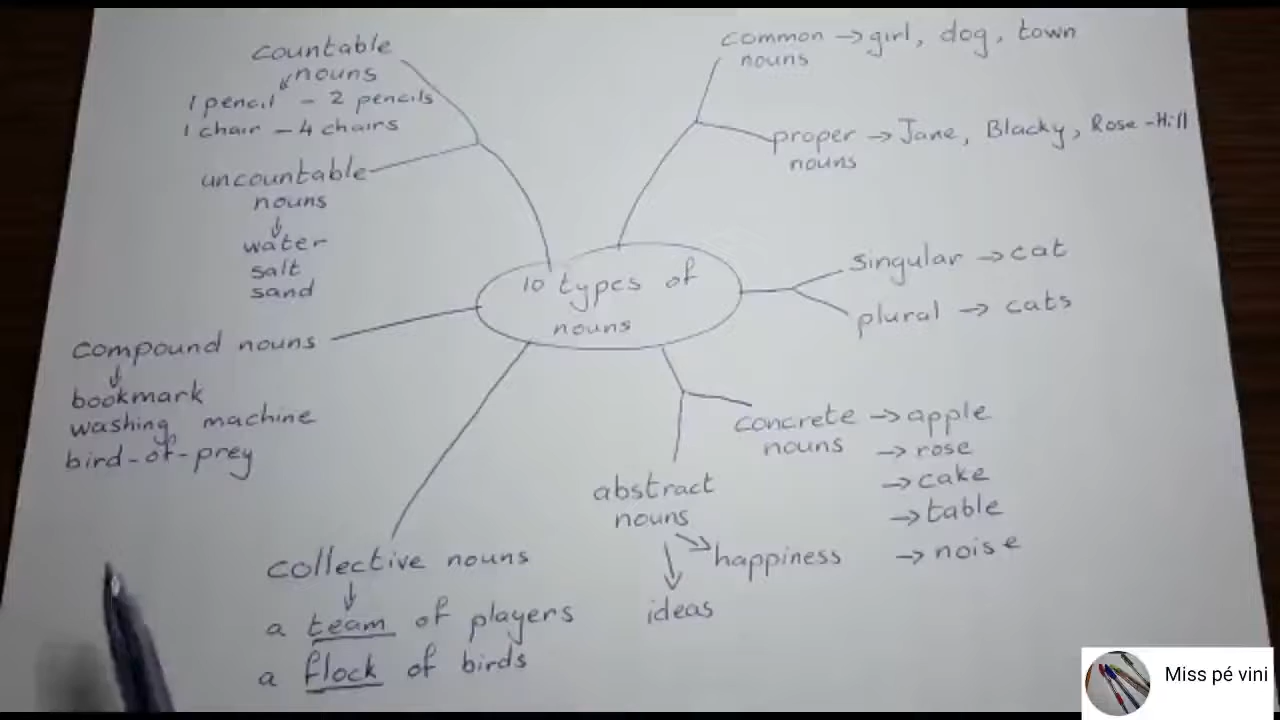 10 types of
nouns
common → girl, dog, town
nouns
proper → Jane, Blacky, Rose-Hill
nouns
singular → cat
plural → cats
concrete → apple
nouns → rose
→ cake
→ table
→ noise
abstract
nouns
happiness
ideas
collective nouns
a team of players
a flock of birds
compound nouns
bookmark
washing machine
bird-of-prey
countable
nouns
1 pencil - 2 pencils
1 chair - 4 chairs
uncountable
nouns
water
salt
sand
Miss pé vini